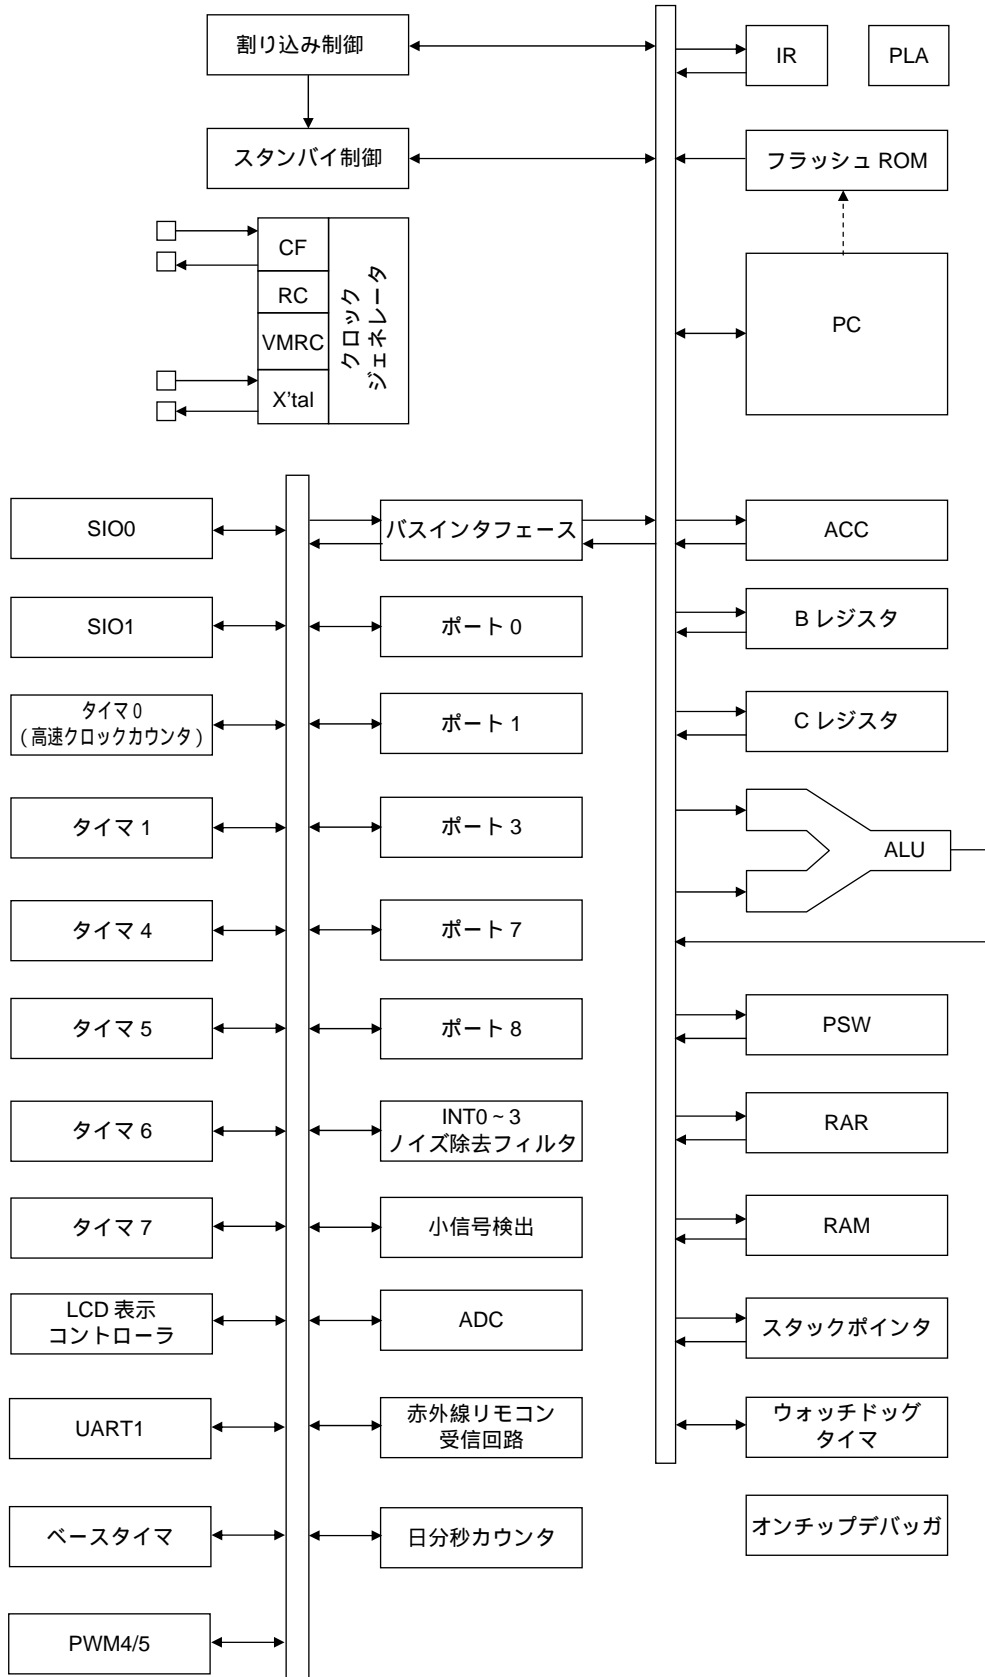 割り込み制御
IR
PLA
スタンバイ制御
フラッシュ ROM
CF
RC
VMRC
X'tal
クロック
ジェネレータ
PC
SIO0
バスインタフェース
ACC
SIO1
ポート 0
B レジスタ
タイマ 0
(高速クロックカウンタ)
ポート 1
C レジスタ
タイマ 1
ポート 3
ALU
タイマ 4
ポート 7
タイマ 5
ポート 8
PSW
タイマ 6
INT0 ~ 3
ノイズ除去フィルタ
RAR
タイマ 7
小信号検出
RAM
LCD 表示
コントローラ
ADC
スタックポインタ
UART1
赤外線リモコン
受信回路
ウォッチドッグ
タイマ
ベースタイマ
日分秒カウンタ
オンチップデバッガ
PWM4/5